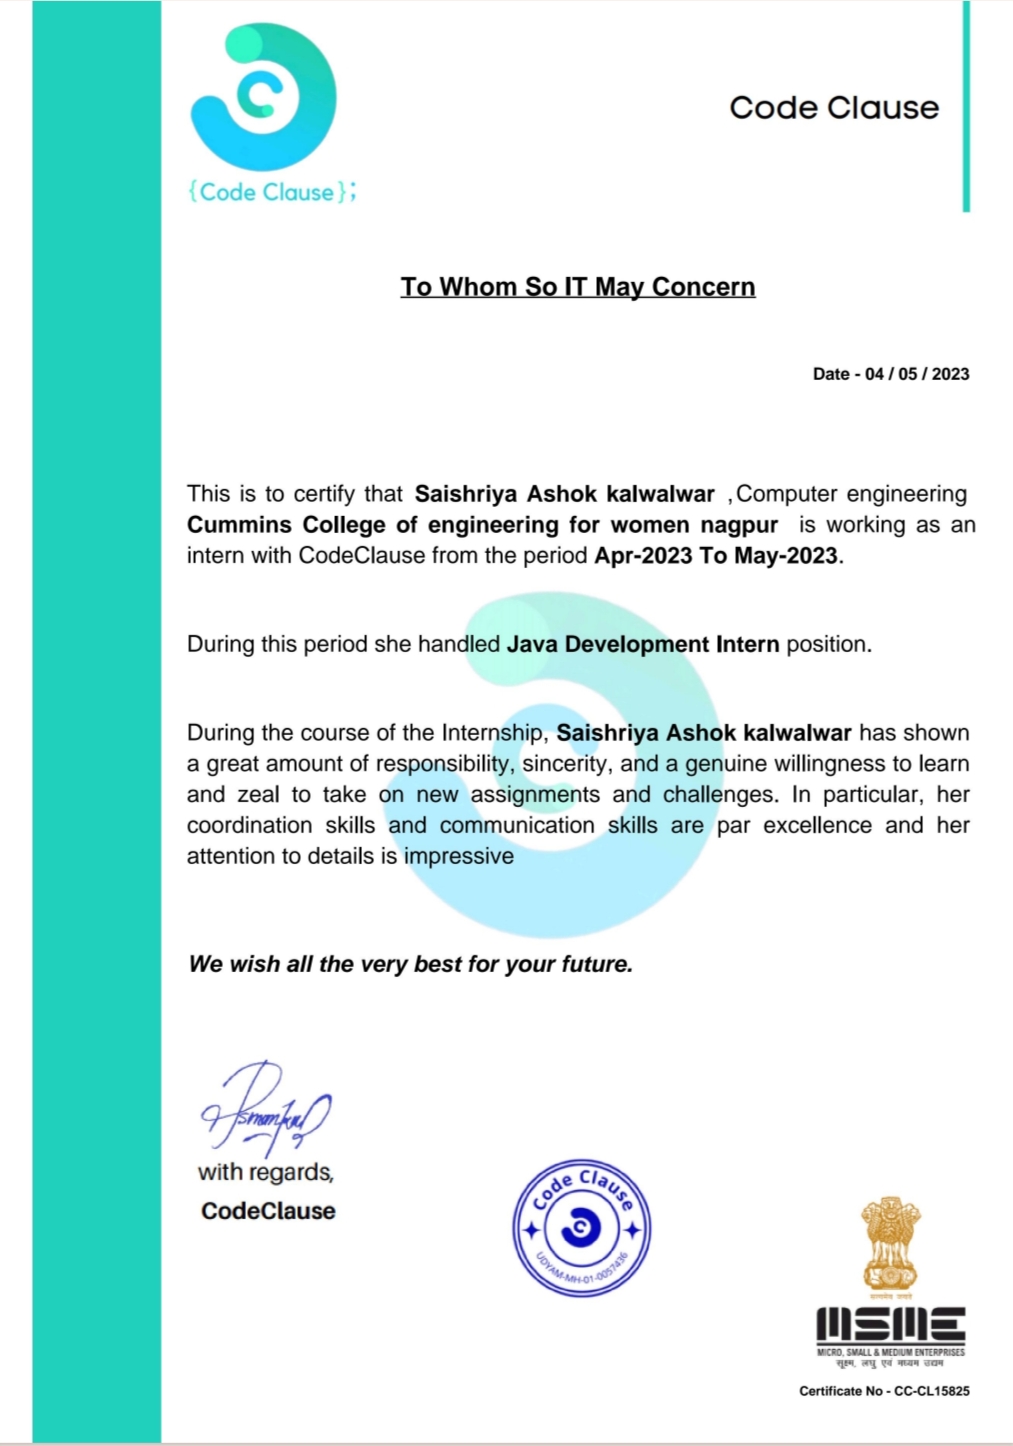 {Code Clause};
Code Clause
To Whom So IT May Concern
Date - 04 / 05 / 2023
This is to certify that Saishriya Ashok kalwalwar ,Computer engineering
Cummins College of engineering for women nagpur is working as an
intern with CodeClause from the period Apr-2023 To May-2023.
During this period she handled Java Development Intern position.
During the course of the Internship, Saishriya Ashok kalwalwar has shown
a great amount of responsibility, sincerity, and a genuine willingness to learn
and zeal to take on new assignments and challenges. In particular, her
coordination skills and communication skills are par excellence and her
attention to details is impressive
We wish all the very best for your future.
with regards,
CodeClause
Code Clause
UDYAM-MH-01-0057436
सत्यमेव जयते
MSME
MICRO, SMALL & MEDIUM ENTERPRISES
सूक्ष्म, लघु एवं मध्यम उद्यम
Certificate No - CC-CL15825